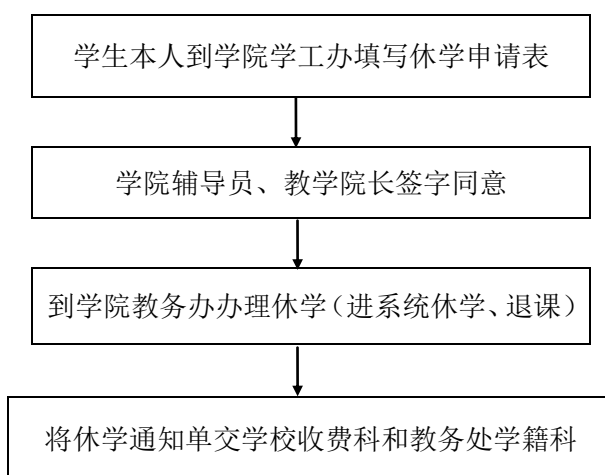 学生本人到学院学工办填写休学申请表
学院辅导员、教学院长签字同意
到学院教务办办理休学（进系统休学、退课）
将休学通知单文学校收费科和教务处学籍科